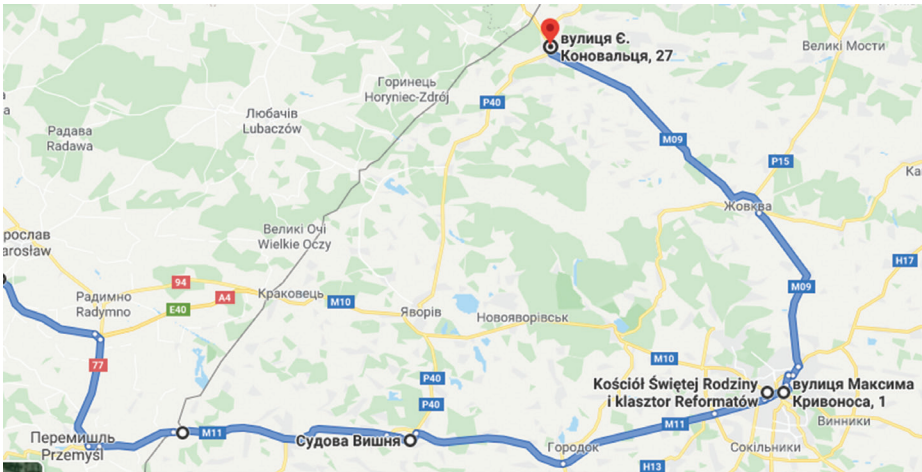 вулиця Є.
Коновальця, 27
Великі Мости
Горинець
Horyniec-Zdrój
P40
Любачів
Lubaczów
Радава
Radawa
M09
P15
Жовква
Великі Очі
Wielkie Oczy
рослав
arosław
H17
94
A4
E40
Радимно
Radymno
Краковець
M10
Яворів
Новояворівськ
M09
77
M10
P40
P40
Kościół Świętej Rodziny
i klasztor Reformatów
вулиця Максима
Кривоноса, 1
M11
Судова Вишня
M11
Винники
Перемишль
Przemyśl
Городок
Сокільники
H13